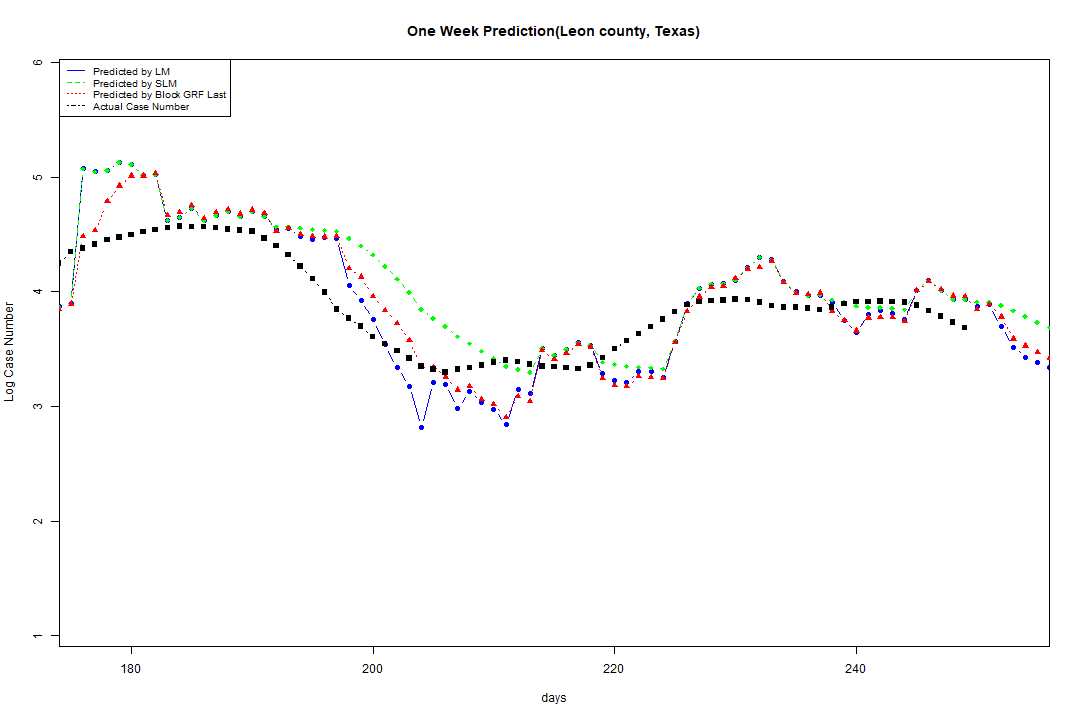 One Week Prediction(Leon county, Texas)
Predicted by LM
Predicted by SLM
Predicted by Block GRF Last
Actual Case Number
6
5
4
3
2
1
Log Case Number
180 200 220 240
days